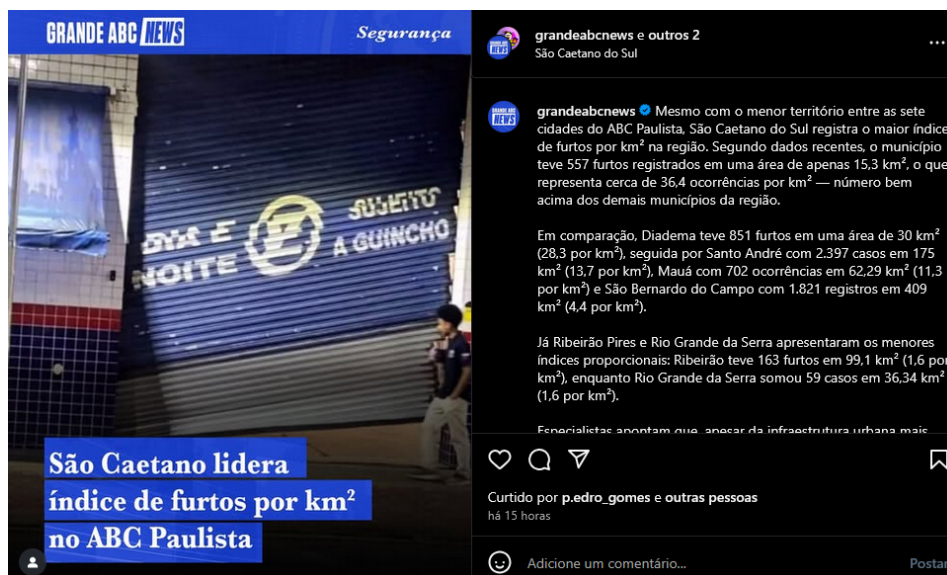 GRANDE ABC NEWS
Segurança
DIA E
NOITE
E
SUJEITO
A GUINCHO
São Caetano lidera
índice de furtos por km²
no ABC Paulista
grandeabcnews e outros 2
São Caetano do Sul
grandeabcnews Mesmo com o menor território entre as sete
cidades do ABC Paulista, São Caetano do Sul registra o maior índice
de furtos por km² na região. Segundo dados recentes, o município
teve 557 furtos registrados em uma área de apenas 15,3 km², o que
representa cerca de 36,4 ocorrências por km² — número bem
acima dos demais municípios da região.
Em comparação, Diadema teve 851 furtos em uma área de 30 km²
(28,3 por km²), seguida por Santo André com 2.397 casos em 175
km² (13,7 por km²), Mauá com 702 ocorrências em 62,29 km² (11,3
por km²) e São Bernardo do Campo com 1.821 registros em 409
km² (4,4 por km²).
Já Ribeirão Pires e Rio Grande da Serra apresentaram os menores
índices proporcionais: Ribeirão teve 163 furtos em 99,1 km² (1,6 por
km²), enquanto Rio Grande da Serra somou 59 casos em 36,34 km²
(1,6 por km²).
Especialistas apontam que, apesar da infraestrutura urbana mais
Curtido por p.edro_gomes e outras pessoas
há 15 horas
Adicione um comentário...
Postar